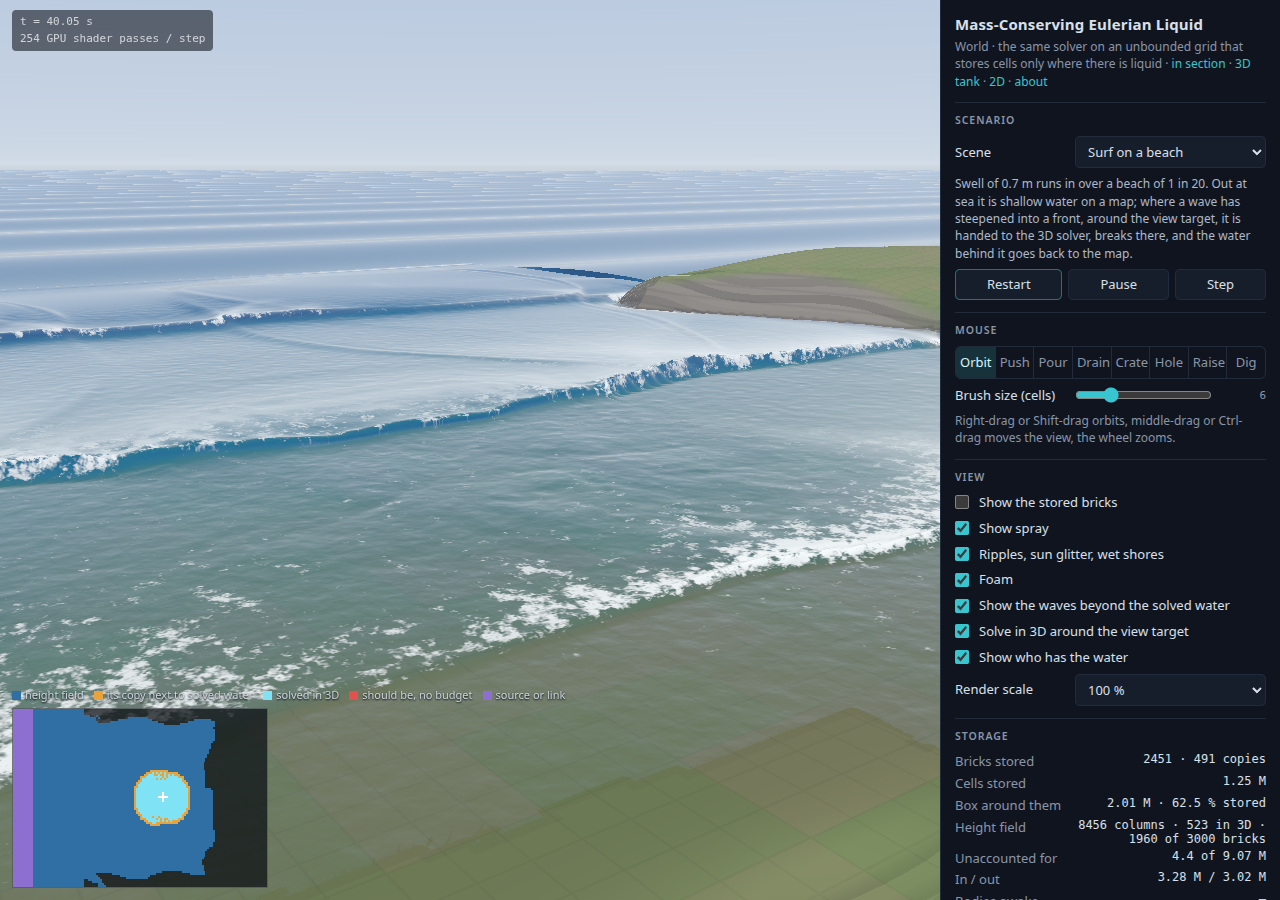 t = 40.05 s
254 GPU shader passes / step
Mass-Conserving Eulerian Liquid
World · the same solver on an unbounded grid that
stores cells only where there is liquid · in section · 3D
tank · 2D · about
SCENARIO
Scene
Surf on a beach
Swell of 0.7 m runs in over a beach of 1 in 20. Out at
sea it is shallow water on a map; where a wave has
steepened into a front, around the view target, it is
handed to the 3D solver, breaks there, and the water
behind it goes back to the map.
Restart Pause Step
MOUSE
Orbit Push Pour Drain Crate Hole Raise Dig
Brush size (cells) 6
Right-drag or Shift-drag orbits, middle-drag or Ctrl-
drag moves the view, the wheel zooms.
VIEW
Show the stored bricks
Show spray
Ripples, sun glitter, wet shores
Foam
Show the waves beyond the solved water
Solve in 3D around the view target
Show who has the water
Render scale 100 %
STORAGE
Bricks stored 2451 · 491 copies
Cells stored 1.25 M
Box around them 2.01 M · 62.5 % stored
Height field 8456 columns · 523 in 3D ·
1960 of 3000 bricks
Unaccounted for 4.4 of 9.07 M
In / out 3.28 M / 3.02 M
height field its copy next to solved water solved in 3D should be, no budget source or link